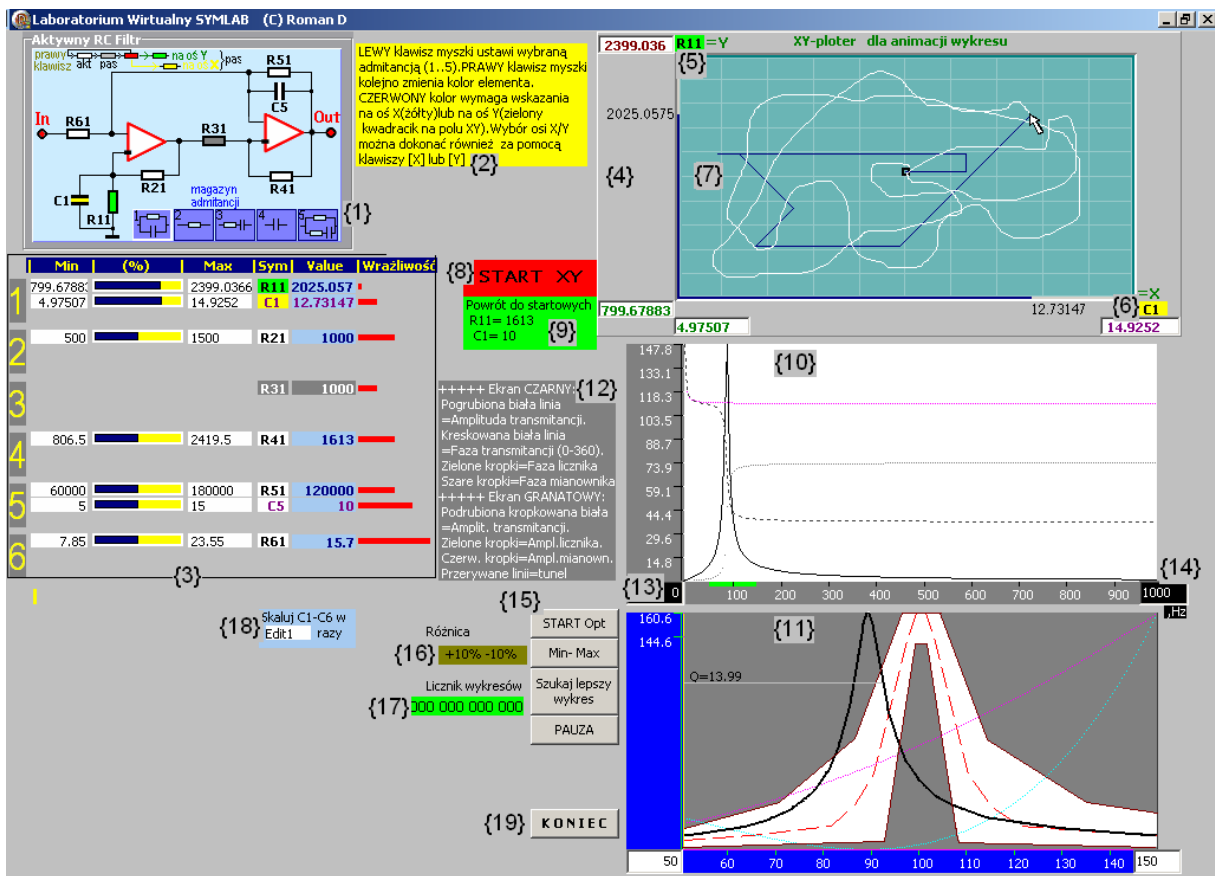 Laboratorium Wirtualny SYMLAB (C) Roman D
Aktywny RC Filtr
prawy
klawisz
akt
pas
na oś Y
}pas
R51
C5
In
R61
R31
Out
R21
R41
C1
R11
magazyn
admitancji
1
2
3
4
5
{1}
LEWY klawisz myszki ustawi wybraną
admitancją (1..5).PRAWY klawisz myszki
kolejno zmienia kolor elementa.
CZERWONY kolor wymaga wskazania
na oś X(żółty)lub na oś Y(zielony
kwadracik na polu XY).Wybór osi X/Y
można dokonać również za pomocą
klawiszy [X] lub [Y]
{2}
2399.036
R11 =Y
XY-ploter dla animacji wykresu
{5}
2025.0575
{4}
{7}
799.67883
4.97507
12.73147
{6}
=X
C1
14.9252
Min (%) Max Sym Value Wrażliwość
1
799.6788 2399.0366 R11 2025.057
4.97507 14.9252 C1 12.73147
2
500 1500 R21 1000
3
R31 1000
4
806.5 2419.5 R41 1613
5
60000 180000 R51 120000
5 15 C5 10
6
7.85 23.55 R61 15.7
{3}
{8}
START XY
Powrót do startowych
R11= 1613
C1= 10
{9}
+++++ Ekran CZARNY:
{12}
Pogrubiona biała linia
=Amplituda transmitancji.
Kreskowana biała linia
=Faza transmitancji (0-360).
Zielone kropki=Faza licznika
Szare kropki=Faza mianownika
+++++ Ekran GRANATOWY:
Podrubiona kropkowana biała
=Amplit. transmitancji.
Zielone kropki=Ampl.licznika.
Czerw. kropki=Ampl.mianown.
Przerywane linii=tunel
147.8
133.1
118.3
103.5
88.7
73.9
59.1
44.4
29.6
14.8
{10}
{13}
0 100 200 300 400 500 600 700 800 900 1000
{14}
,Hz
{18}
Skaluj C1-C6 w
Edit1 razy
{15}
START Opt
Różnica
{16}
+10% -10%
Min- Max
Licznik wykresów
{17}
000 000 000 000
Szukaj lepszy
wykres
PAUZA
{19}
KONIEC
160.6
144.6
{11}
Q=13.99
50 60 70 80 90 100 110 120 130 140 150